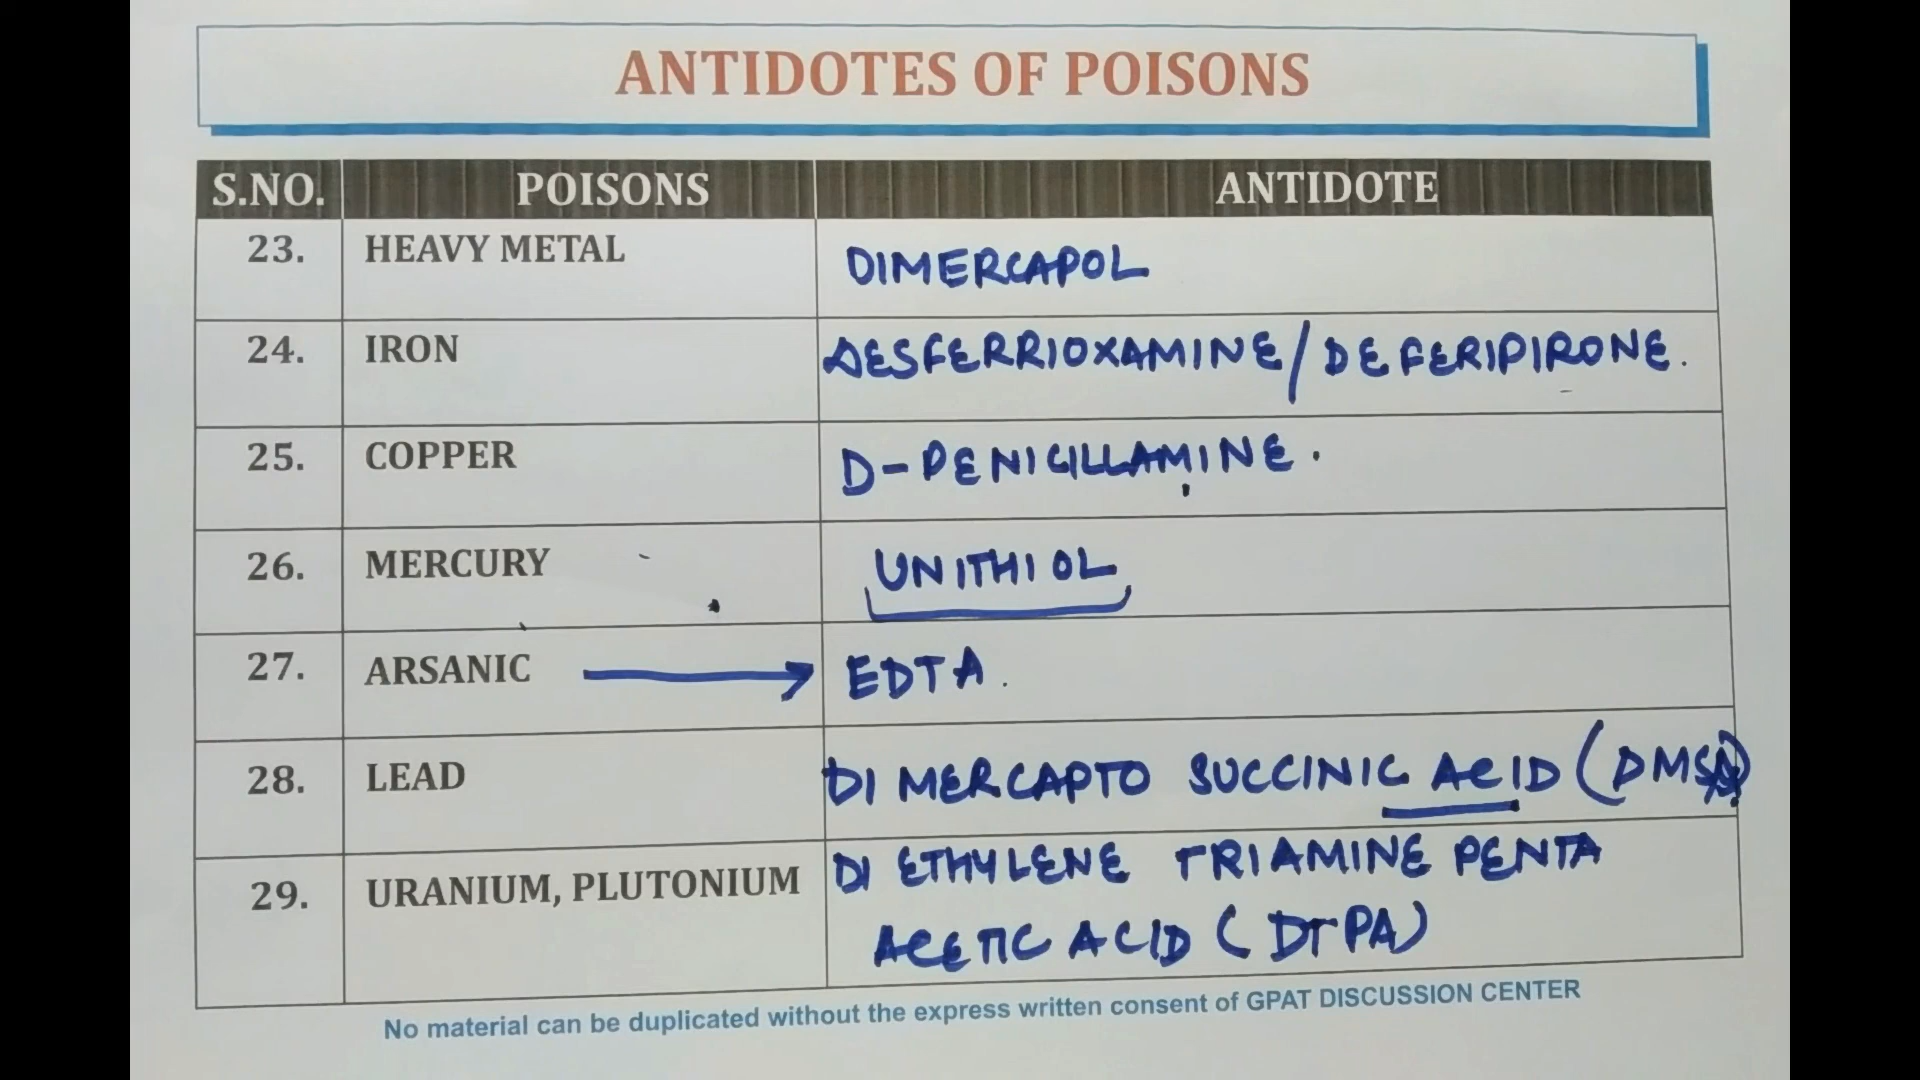 ANTIDOTES OF POISONS
S.NO. POISONS ANTIDOTE
23. HEAVY METAL DIMERCAPOL
24. IRON DESFERRIOXAMINE/DEFERIPIRONE.
25. COPPER D-PENICILLAMINE.
26. MERCURY UNITHIOL
27. ARSANIC → EDTA.
28. LEAD DI MERCAPTO SUCCINIC ACID (DMSA)
29. URANIUM, PLUTONIUM DI ETHYLENE TRIAMINE PENTA
ACETIC ACID (DTPA)
No material can be duplicated without the express written consent of GPAT DISCUSSION CENTER